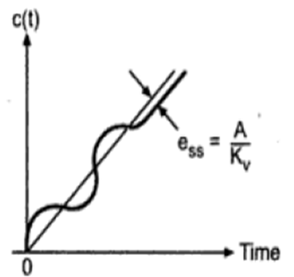 c(t)
e_ss = A/K_v
Time
0